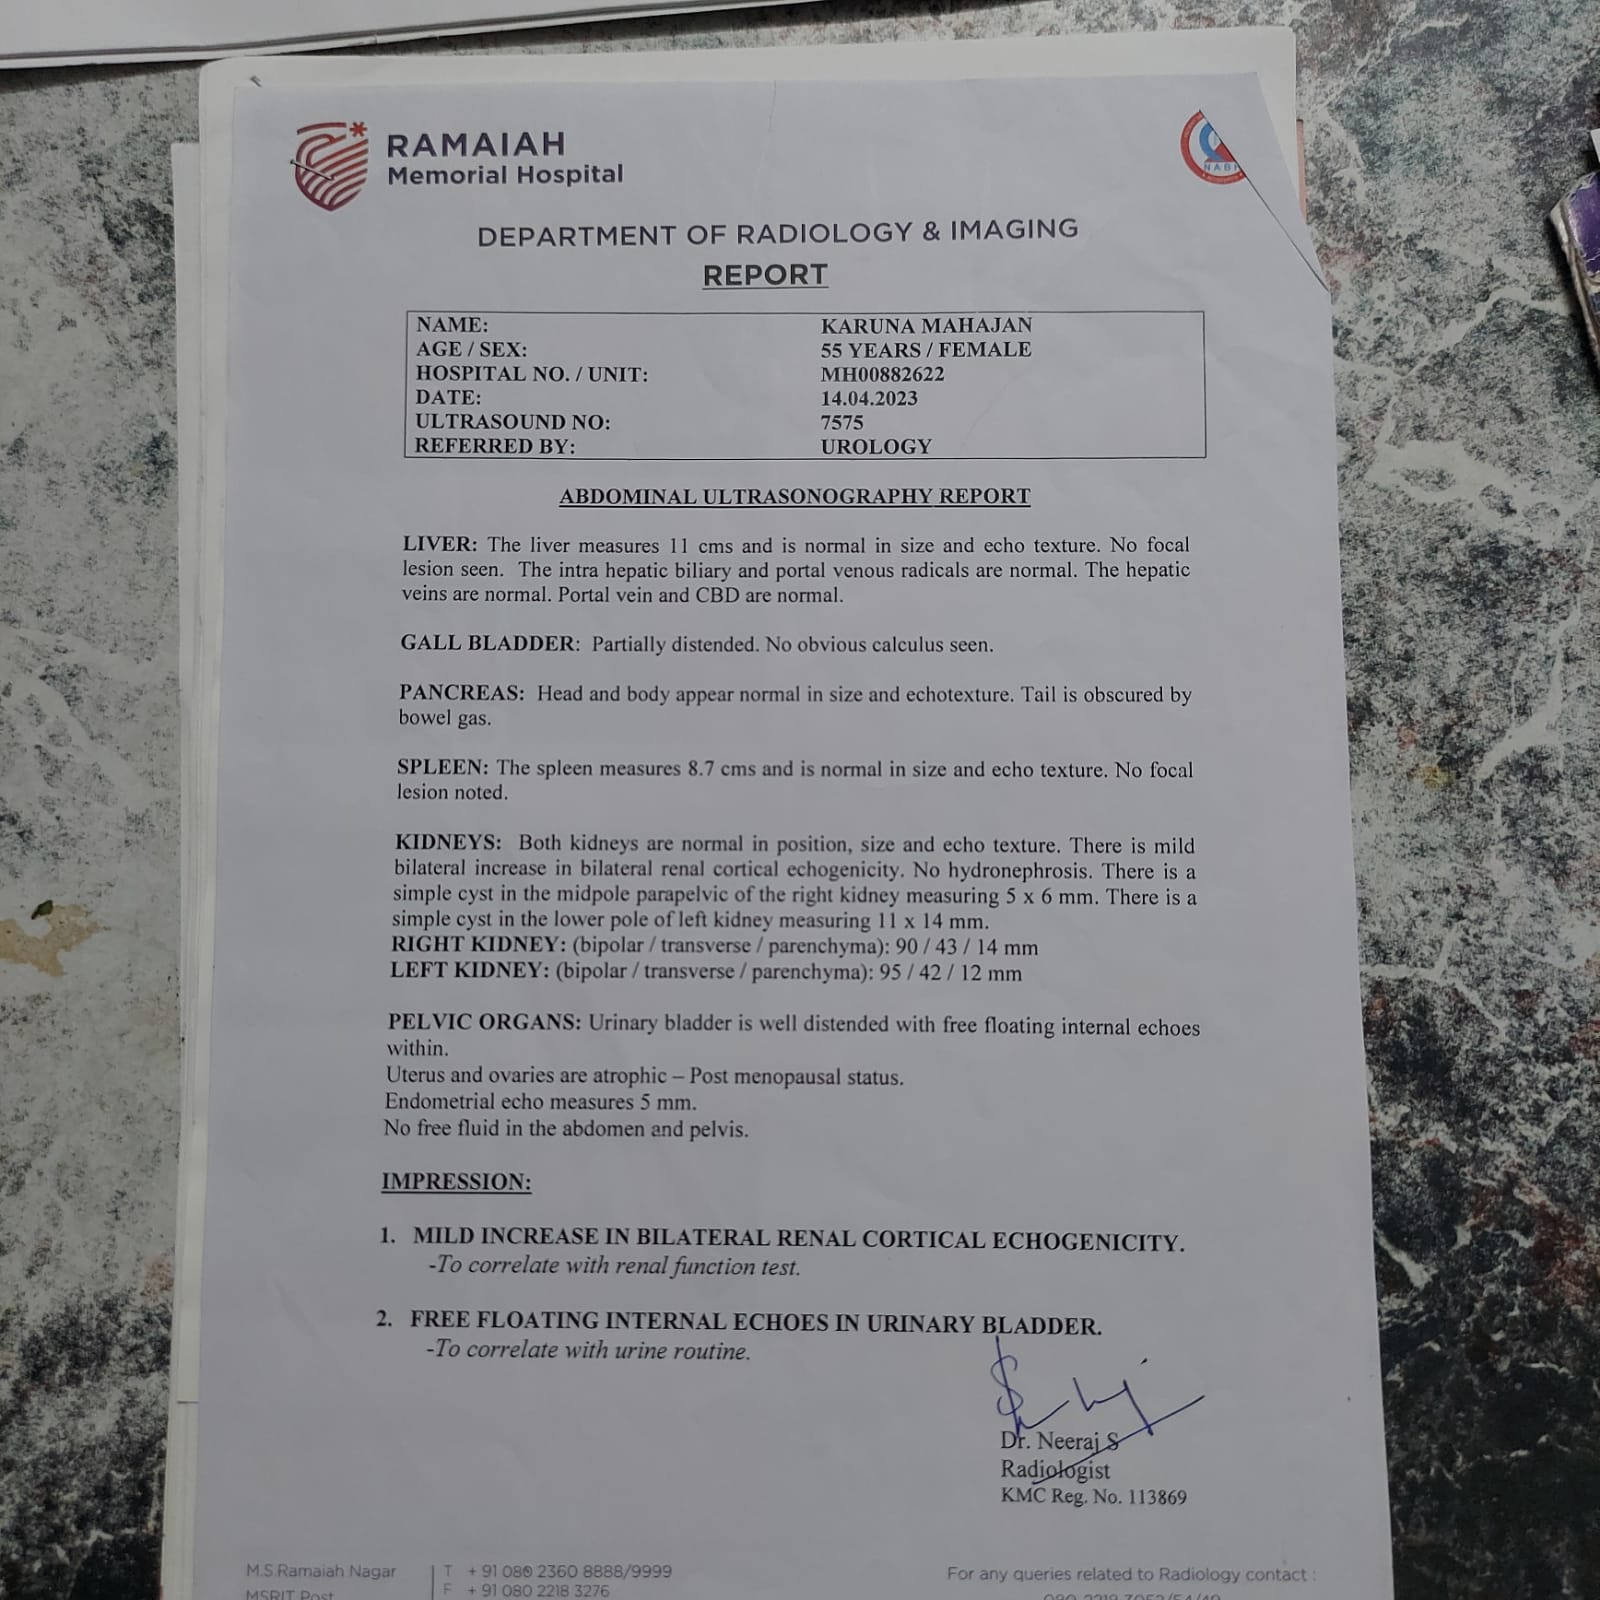 RAMAIAH
Memorial Hospital
NABH
DEPARTMENT OF RADIOLOGY & IMAGING
REPORT
NAME: KARUNA MAHAJAN
AGE / SEX: 55 YEARS / FEMALE
HOSPITAL NO. / UNIT: MH00882622
DATE: 14.04.2023
ULTRASOUND NO: 7575
REFERRED BY: UROLOGY
ABDOMINAL ULTRASONOGRAPHY REPORT
LIVER: The liver measures 11 cms and is normal in size and echo texture. No focal
lesion seen. The intra hepatic biliary and portal venous radicals are normal. The hepatic
veins are normal. Portal vein and CBD are normal.
GALL BLADDER: Partially distended. No obvious calculus seen.
PANCREAS: Head and body appear normal in size and echotexture. Tail is obscured by
bowel gas.
SPLEEN: The spleen measures 8.7 cms and is normal in size and echo texture. No focal
lesion noted.
KIDNEYS: Both kidneys are normal in position, size and echo texture. There is mild
bilateral increase in bilateral renal cortical echogenicity. No hydronephrosis. There is a
simple cyst in the midpole parapelvic of the right kidney measuring 5 x 6 mm. There is a
simple cyst in the lower pole of left kidney measuring 11 x 14 mm.
RIGHT KIDNEY: (bipolar / transverse / parenchyma): 90 / 43 / 14 mm
LEFT KIDNEY: (bipolar / transverse / parenchyma): 95 / 42 / 12 mm
PELVIC ORGANS: Urinary bladder is well distended with free floating internal echoes
within.
Uterus and ovaries are atrophic – Post menopausal status.
Endometrial echo measures 5 mm.
No free fluid in the abdomen and pelvis.
IMPRESSION:
1. MILD INCREASE IN BILATERAL RENAL CORTICAL ECHOGENICITY.
-To correlate with renal function test.
2. FREE FLOATING INTERNAL ECHOES IN URINARY BLADDER.
-To correlate with urine routine.
Dr. Neeraj S
Radiologist
KMC Reg. No. 113869
M.S.Ramaiah Nagar
MSRIT Post
T + 91 080 2360 8888/9999
F + 91 080 2218 3276
For any queries related to Radiology contact :